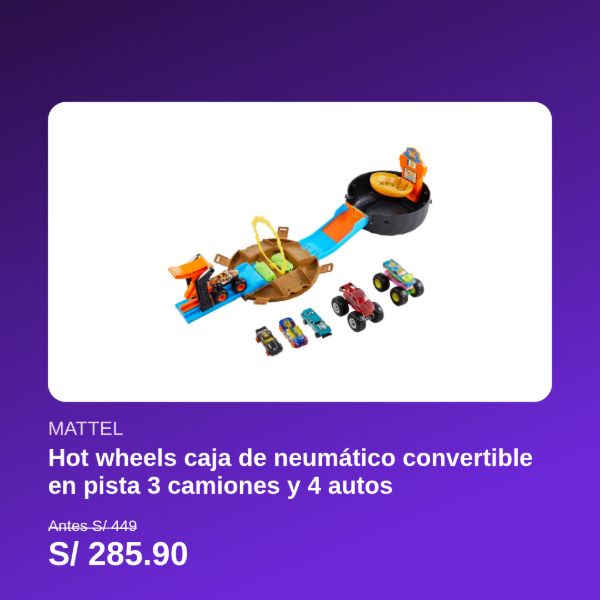 MATTEL
Hot wheels caja de neumático convertible
en pista 3 camiones y 4 autos
Antes S/ 449
S/ 285.90